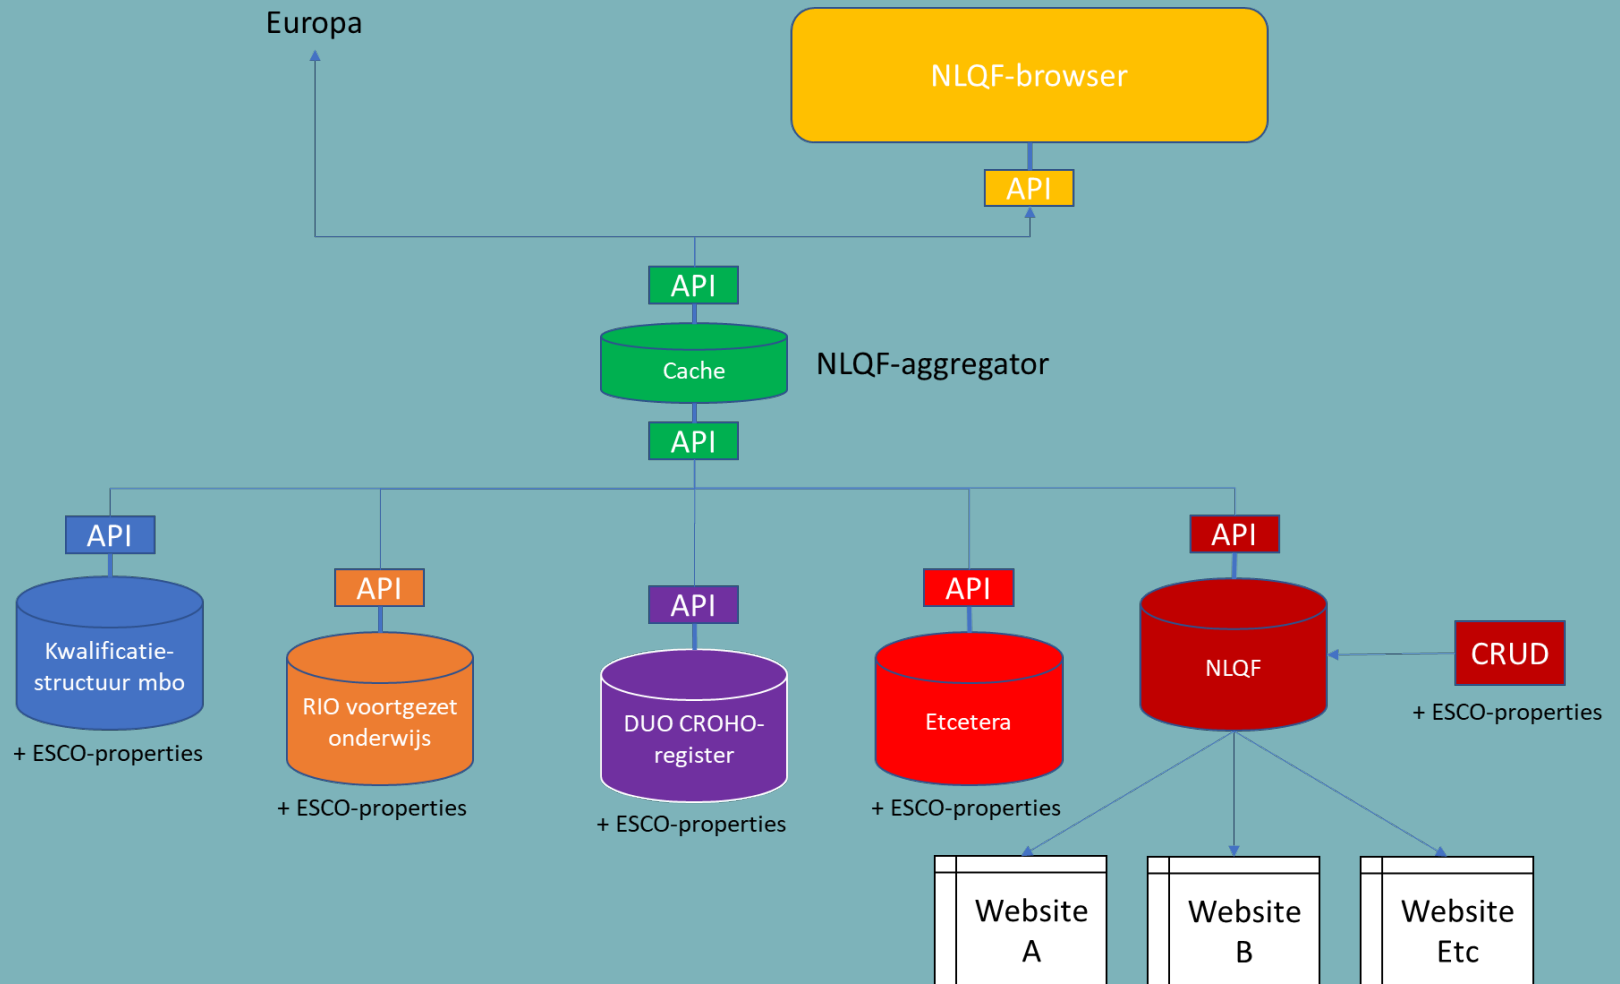 Europa
NLQF-browser
API
API
Cache
NLQF-aggregator
API
API
API
API
API
API
Kwalificatie-
structuur mbo
+ ESCO-properties
RIO voortgezet
onderwijs
+ ESCO-properties
DUO CROHO-
register
+ ESCO-properties
Etcetera
+ ESCO-properties
NLQF
CRUD
+ ESCO-properties
Website
A
Website
B
Website
Etc